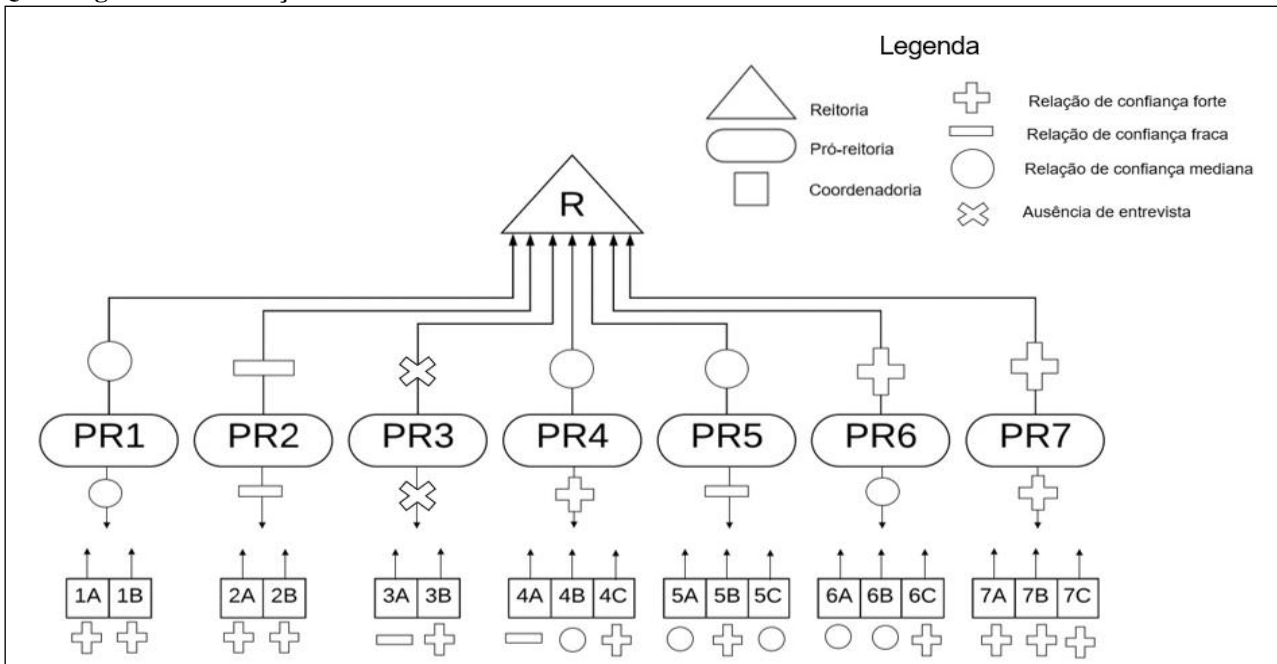 Legenda
Reitoria
Pró-reitoria
Coordenadoria
Relação de confiança forte
Relação de confiança fraca
Relação de confiança mediana
Ausência de entrevista
R
PR1 PR2 PR3 PR4 PR5 PR6 PR7
1A 1B 2A 2B 3A 3B 4A 4B 4C 5A 5B 5C 6A 6B 6C 7A 7B 7C